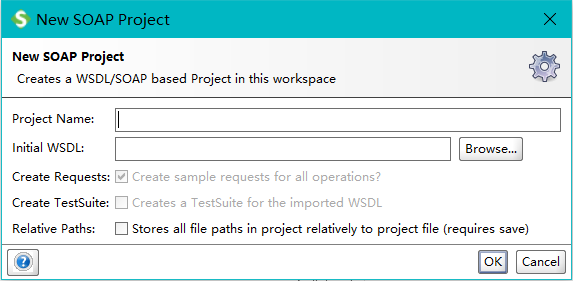 New SOAP Project
New SOAP Project
Creates a WSDL/SOAP based Project in this workspace
Project Name:
Initial WSDL: Browse...
Create Requests: Create sample requests for all operations?
Create TestSuite: Creates a TestSuite for the imported WSDL
Relative Paths: Stores all file paths in project relatively to project file (requires save)
? OK Cancel